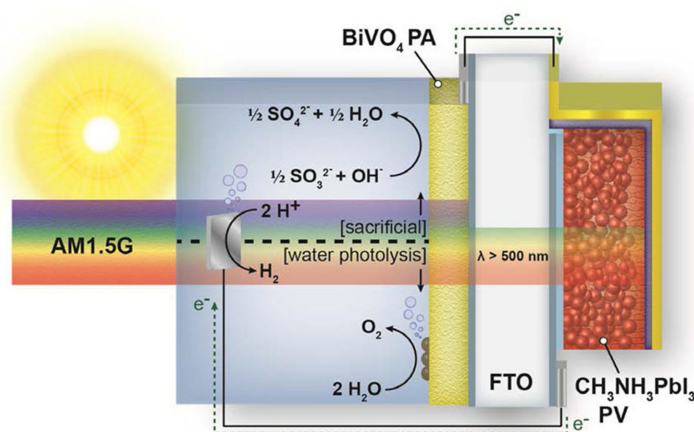 e⁻
BiVO₄ PA
½ SO₄²⁻ + ½ H₂O
½ SO₃²⁻ + OH⁻
2 H⁺
[sacrificial]
AM1.5G
[water photolysis]
λ > 500 nm
H₂
e⁻
O₂
2 H₂O
FTO
CH₃NH₃PbI₃
PV
e⁻